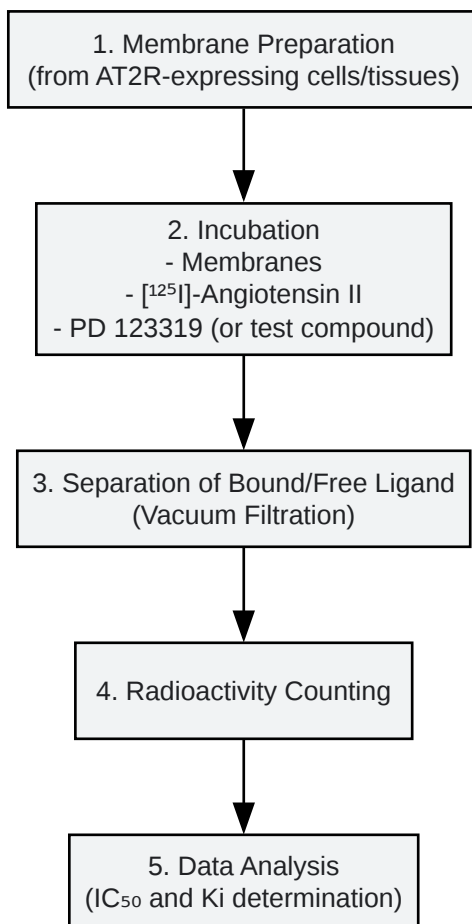 1. Membrane Preparation
(from AT2R-expressing cells/tissues)
2. Incubation
- Membranes
- [¹²⁵I]-Angiotensin II
- PD 123319 (or test compound)
3. Separation of Bound/Free Ligand
(Vacuum Filtration)
4. Radioactivity Counting
5. Data Analysis
(IC₅₀ and Ki determination)